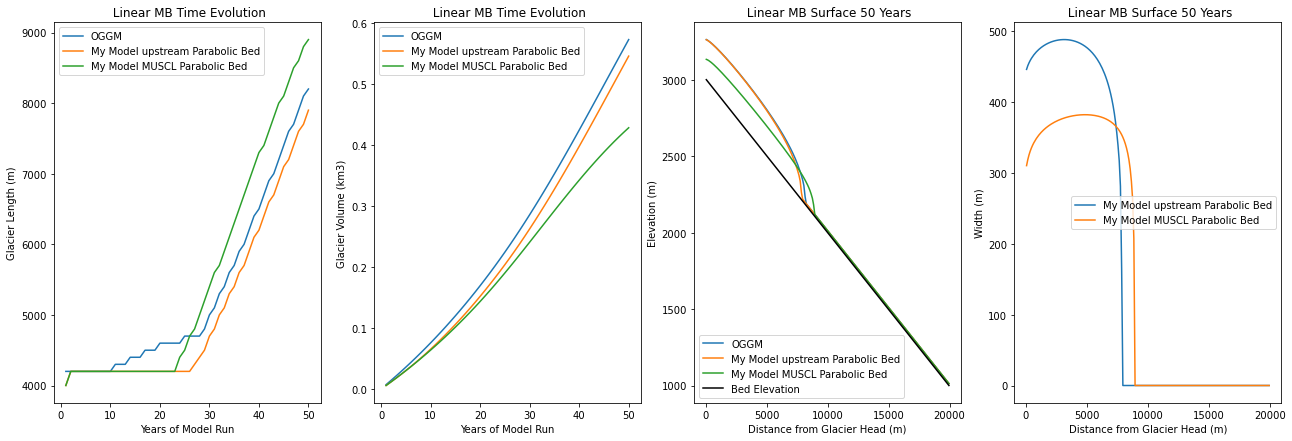 Linear MB Time Evolution
OGGM
My Model upstream Parabolic Bed
My Model MUSCL Parabolic Bed
Glacier Length (m)
9000
8000
7000
6000
5000
4000
0
10
20
30
40
50
Years of Model Run
Linear MB Time Evolution
OGGM
My Model upstream Parabolic Bed
My Model MUSCL Parabolic Bed
Glacier Volume (km3)
0.6
0.5
0.4
0.3
0.2
0.1
0.0
0
10
20
30
40
50
Years of Model Run
Linear MB Surface 50 Years
Elevation (m)
3000
2500
2000
1500
1000
OGGM
My Model upstream Parabolic Bed
My Model MUSCL Parabolic Bed
Bed Elevation
0
5000
10000
15000
20000
Distance from Glacier Head (m)
Linear MB Surface 50 Years
Width (m)
500
400
300
200
100
0
My Model upstream Parabolic Bed
My Model MUSCL Parabolic Bed
0
5000
10000
15000
20000
Distance from Glacier Head (m)